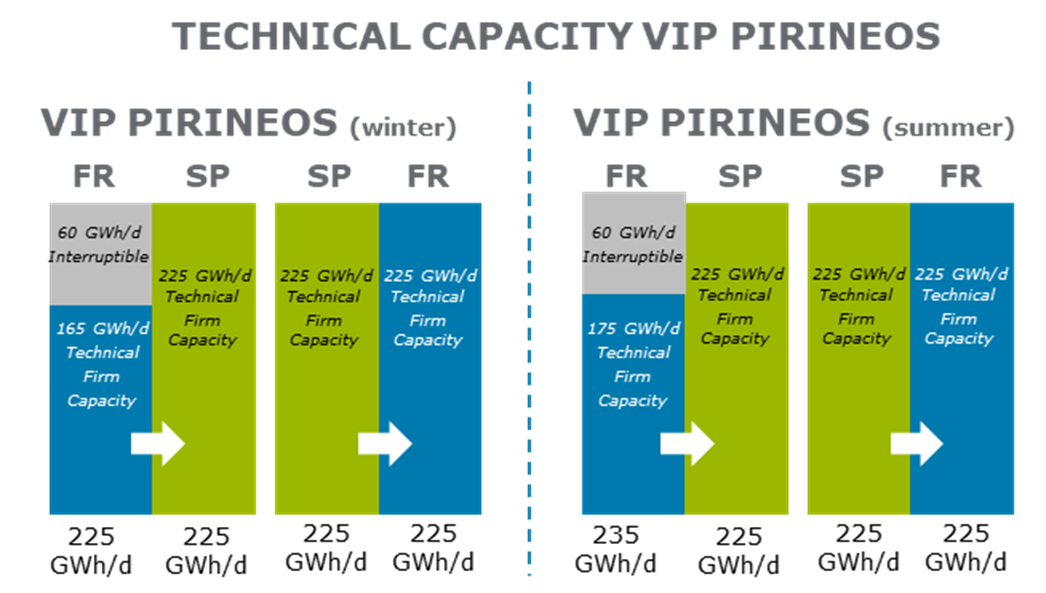 TECHNICAL CAPACITY VIP PIRINEOS
VIP PIRINEOS (winter)
FR
SP
SP
FR
60 GWh/d
Interruptible
165 GWh/d
Technical
Firm
Capacity
225 GWh/d
Technical
Firm
Capacity
225 GWh/d
Technical
Firm
Capacity
225 GWh/d
Technical
Firm
Capacity
225
GWh/d
225
GWh/d
225
GWh/d
225
GWh/d
VIP PIRINEOS (summer)
FR
SP
SP
FR
60 GWh/d
Interruptible
175 GWh/d
Technical
Firm
Capacity
225 GWh/d
Technical
Firm
Capacity
225 GWh/d
Technical
Firm
Capacity
225 GWh/d
Technical
Firm
Capacity
235
GWh/d
225
GWh/d
225
GWh/d
225
GWh/d